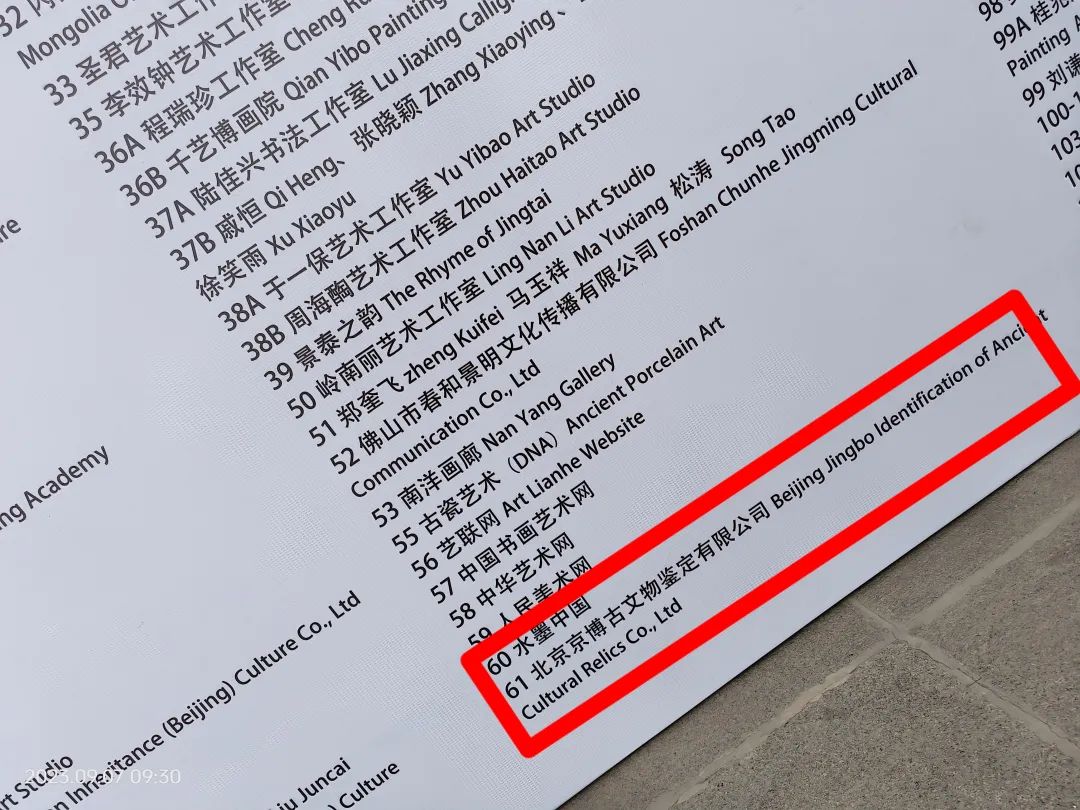 Mongolia
33 圣君艺术工作
35 李效钟艺术工作室
36A 程瑞珍工作室 Cheng
36B 千艺博画院 Qian Yibo Painting
37A 陆佳兴书法工作室 Lu Jiaxing
37B 戚恒 Qi Heng、张晓颖 Zhang Xiaoying、
徐笑雨 Xu Xiaoyu
38A 于一保艺术工作室 Yu Yibao Art Studio
38B 周海醄艺术工作室 Zhou Haitao Art Studio
39 景泰之韵 The Rhyme of Jingtai
50 岭南丽艺术工作室 Ling Nan Li Art Studio
51 郑奎飞 zheng Kuifei 马玉祥 Ma Yuxiang 松涛 Song Tao
52 佛山市春和景明文化传播有限公司 Foshan Chunhe Jingming Cultural
Communication Co., Ltd
53 南洋画廊 Nan Yang Gallery
55 古瓷艺术（DNA）Ancient Porcelain Art
56 艺联网 Art Lianhe Website
57 中国书画艺术网
58 中华艺术网
59 人民美术网
60 水墨中国
61 北京京博古文物鉴定有限公司 Beijing Jingbo Identification of Ancient
Cultural Relics Co., Ltd
Academy
Inheritance (Beijing) Culture Co., Ltd
Art Studio
Juncai
Culture
99A 桂
Painting
99 刘谦
2023.09.07 09:30